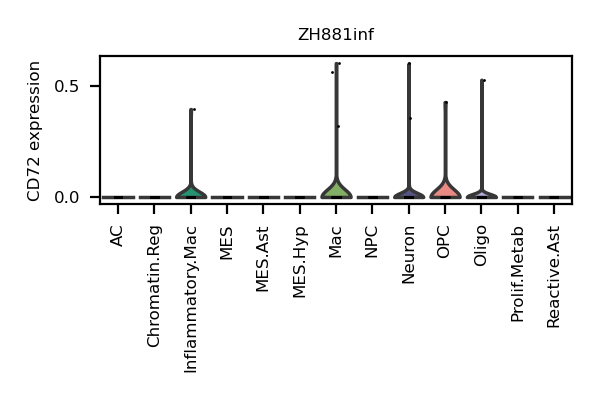 ZH881inf
CD72 expression
0.5
0.0
AC
Chromatin.Reg
Inflammatory.Mac
MES
MES.Ast
MES.Hyp
Mac
NPC
Neuron
OPC
Oligo
Prolif.Metab
Reactive.Ast